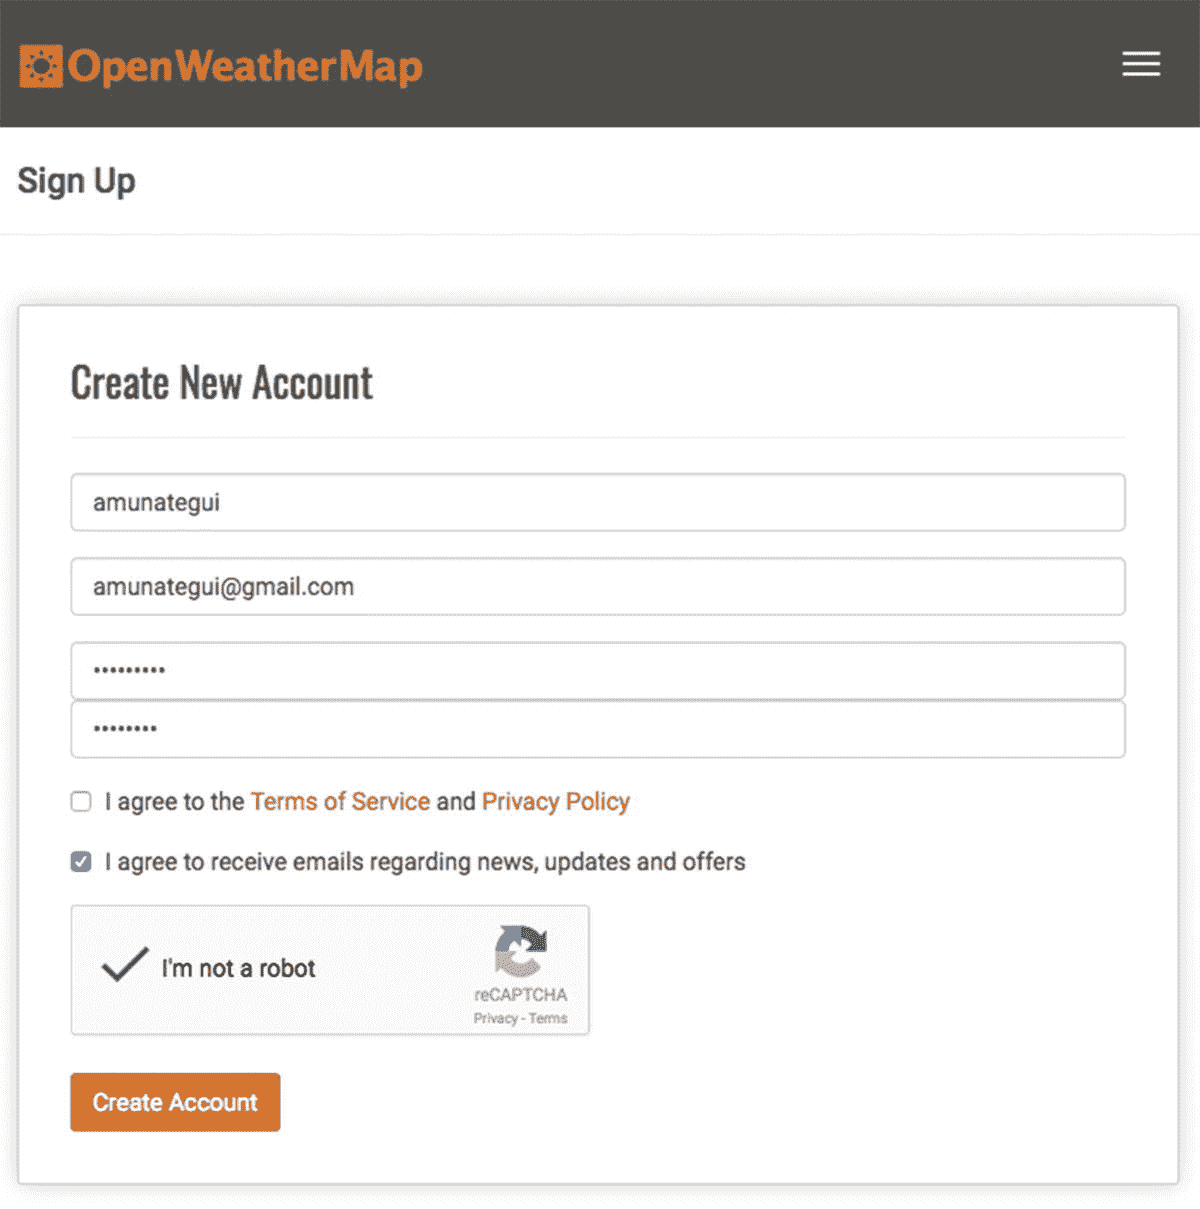 OpenWeatherMap
Sign Up
Create New Account
amunategui
amunategui@gmail.com
•••••••••
••••••••
I agree to the Terms of Service and Privacy Policy
I agree to receive emails regarding news, updates and offers
I'm not a robot
reCAPTCHA
Privacy - Terms
Create Account